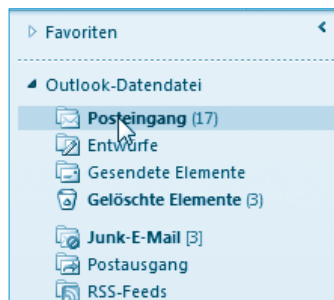 Favoriten
Outlook-Datendatei
Posteingang (17)
Entwürfe
Gesendete Elemente
Gelöschte Elemente (3)
Junk-E-Mail [3]
Postausgang
RSS-Feeds